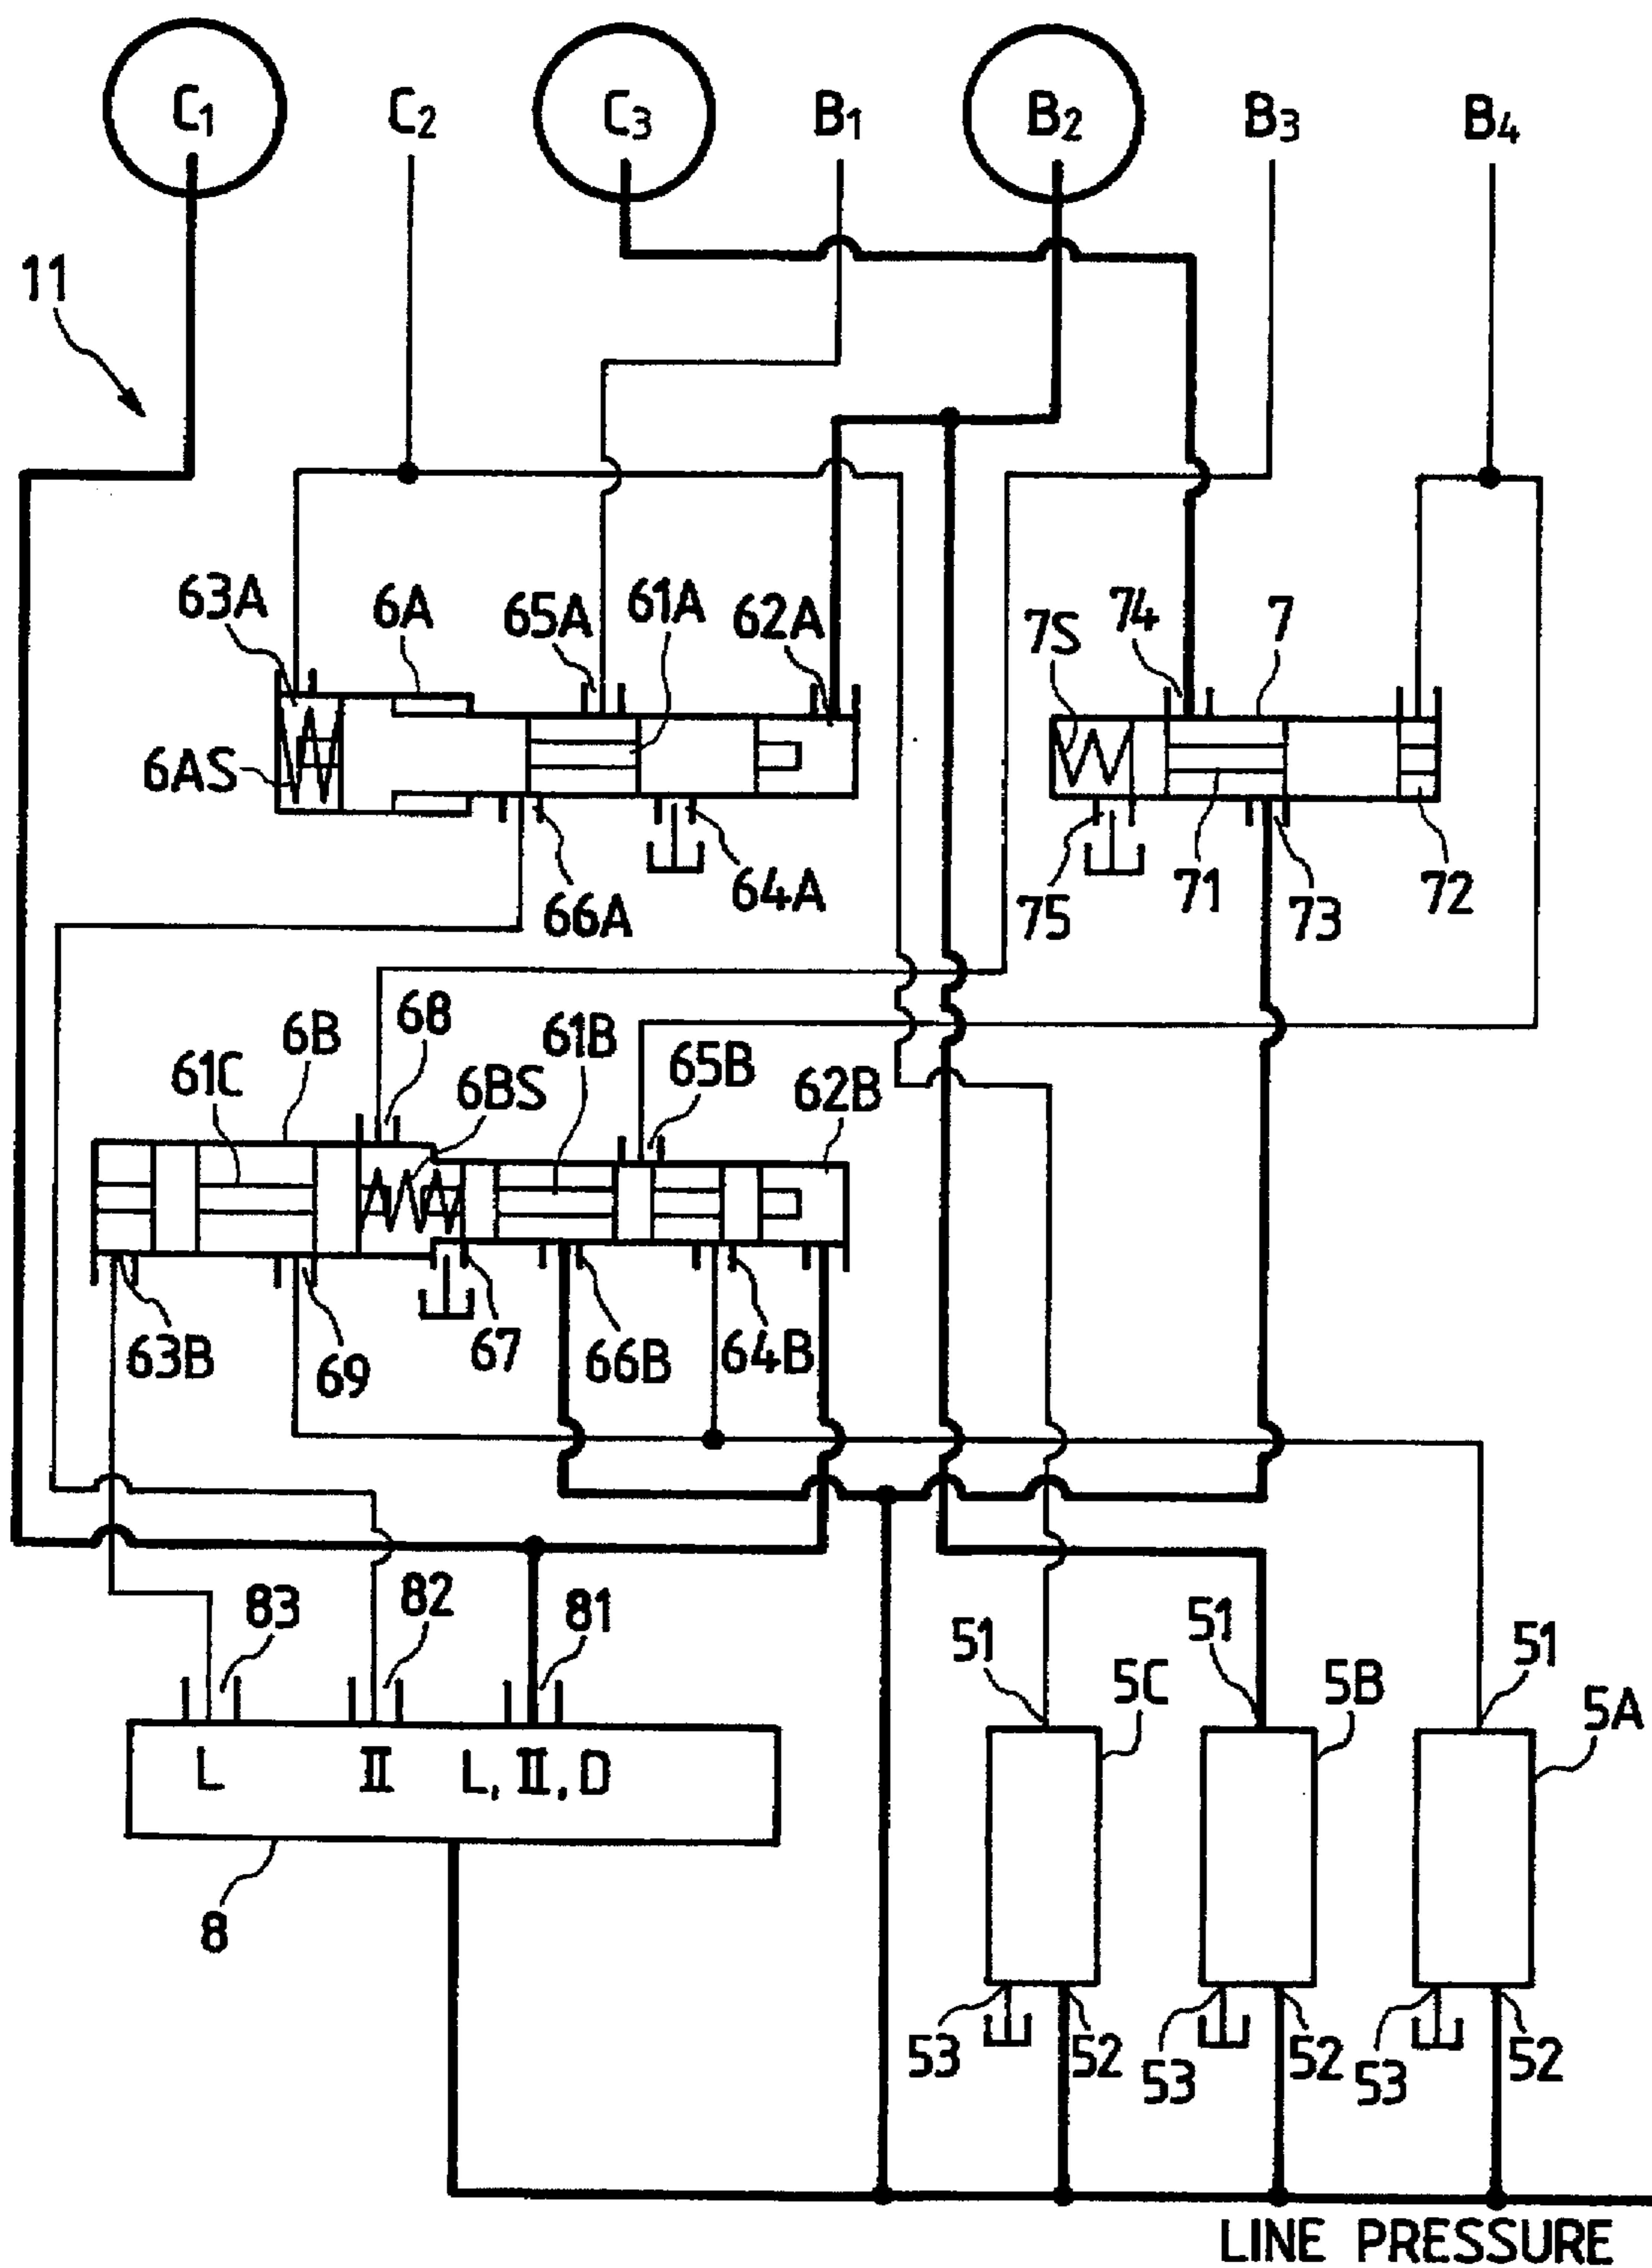 C1 C2 C3 B1 B2 B3 B4
11
63A 6A 65A 61A 62A 7S 74 7
6AS
66A 64A 75 71 73 72
61C 6B 68 6BS 61B 65B 62B
63B 69 67 66B 64B
83 82 81 51 51 51
5C 5B 5A
L II L, II, D
8
53 52 53 52 53 52
LINE PRESSURE